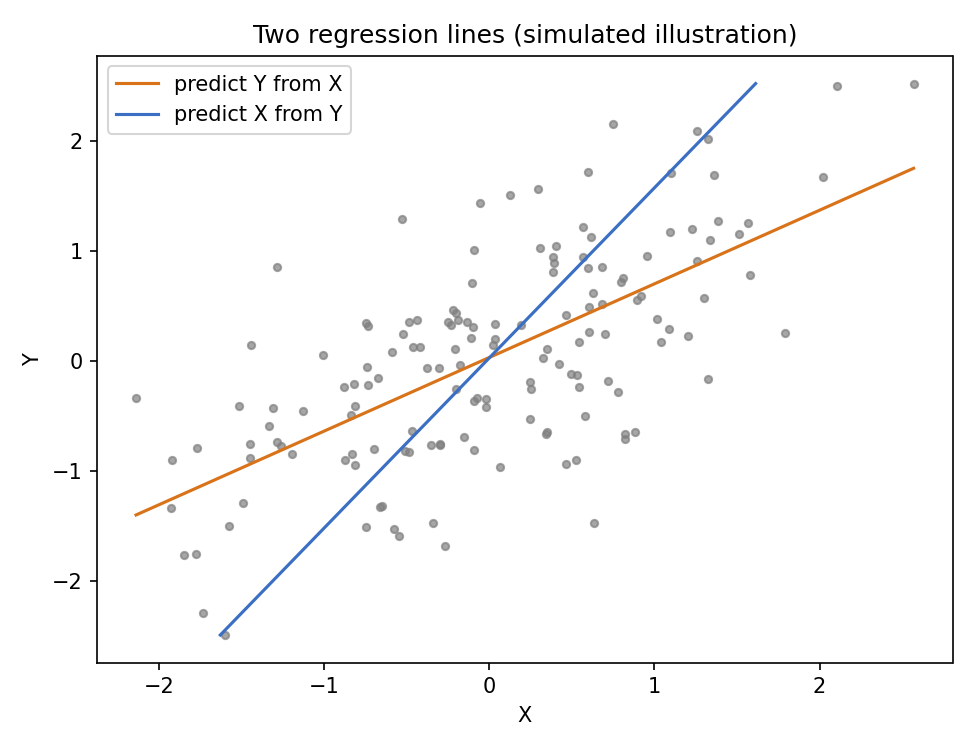 Two regression lines (simulated illustration)
predict Y from X
predict X from Y
2
1
0
−1
−2
Y
−2
−1
0
1
2
X